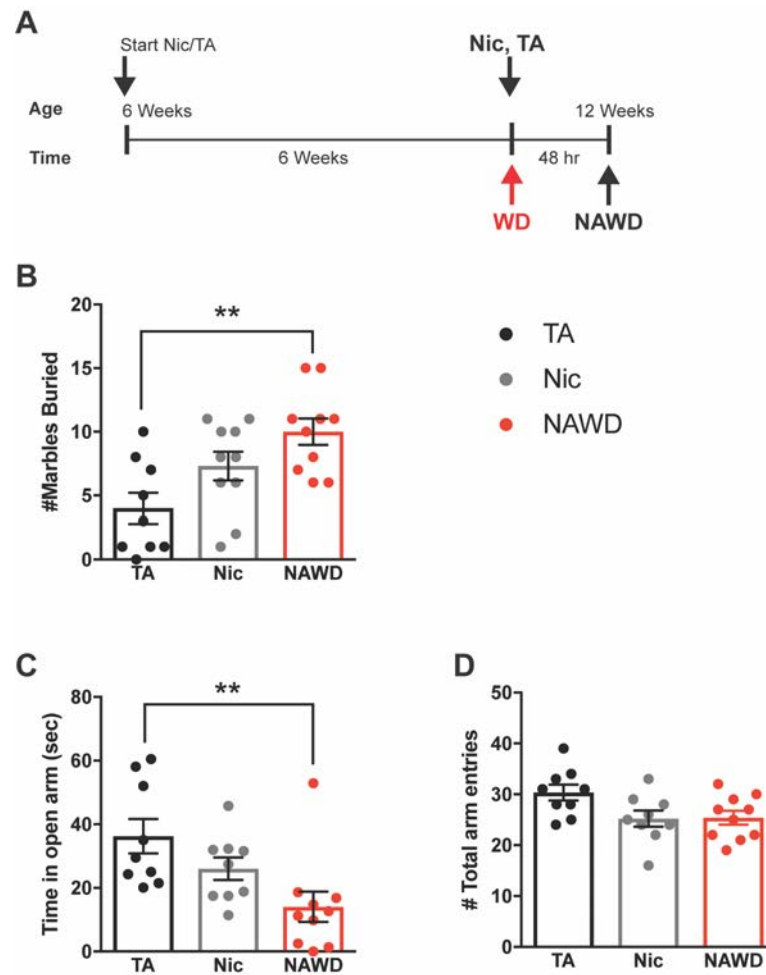 A
Start Nic/TA
Nic, TA
Age
6 Weeks
12 Weeks
Time
6 Weeks
48 hr
WD
NAWD
B
#Marbles Buried
20
15
10
5
0
**
TA
Nic
NAWD
TA
Nic
NAWD
C
Time in open arm (sec)
80
60
40
20
0
**
TA
Nic
NAWD
D
# Total arm entries
50
40
30
20
10
0
TA
Nic
NAWD